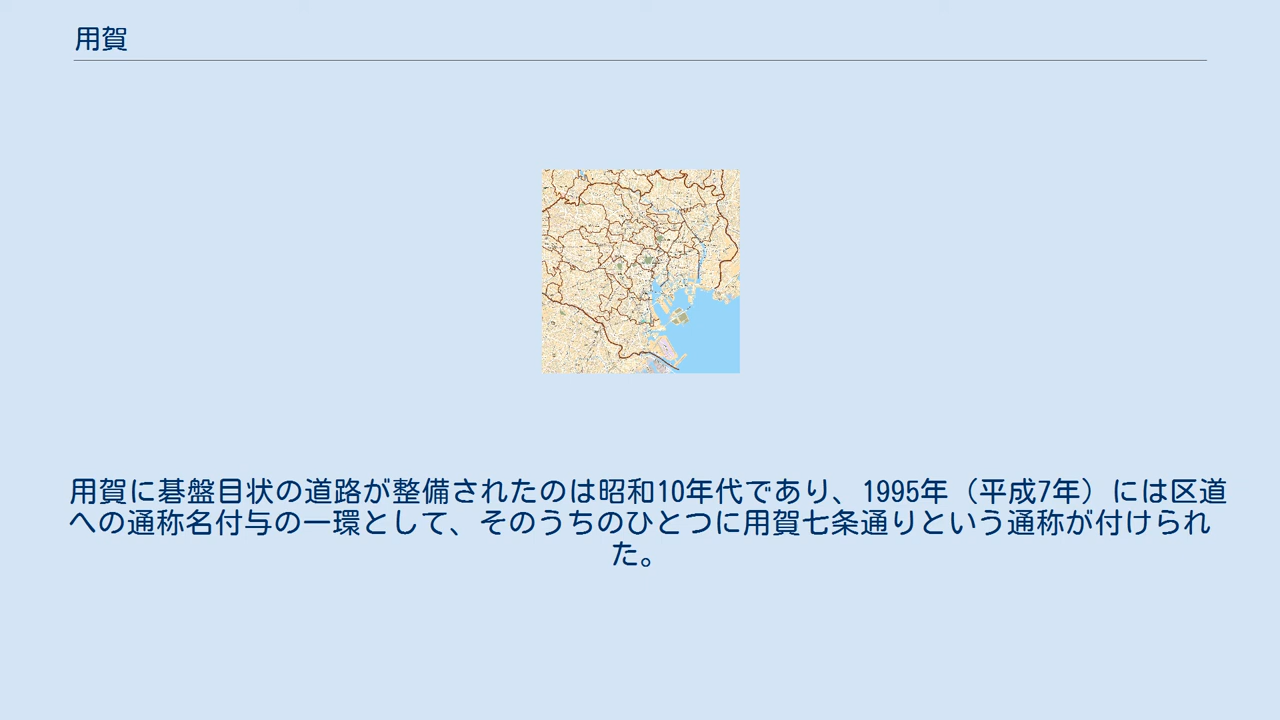 用賀
用賀に碁盤目状の道路が整備されたのは昭和10年代であり、1995年（平成7年）には区道
への通称名付与の一環として、そのうちのひとつに用賀七条通りという通称が付けられ
た。